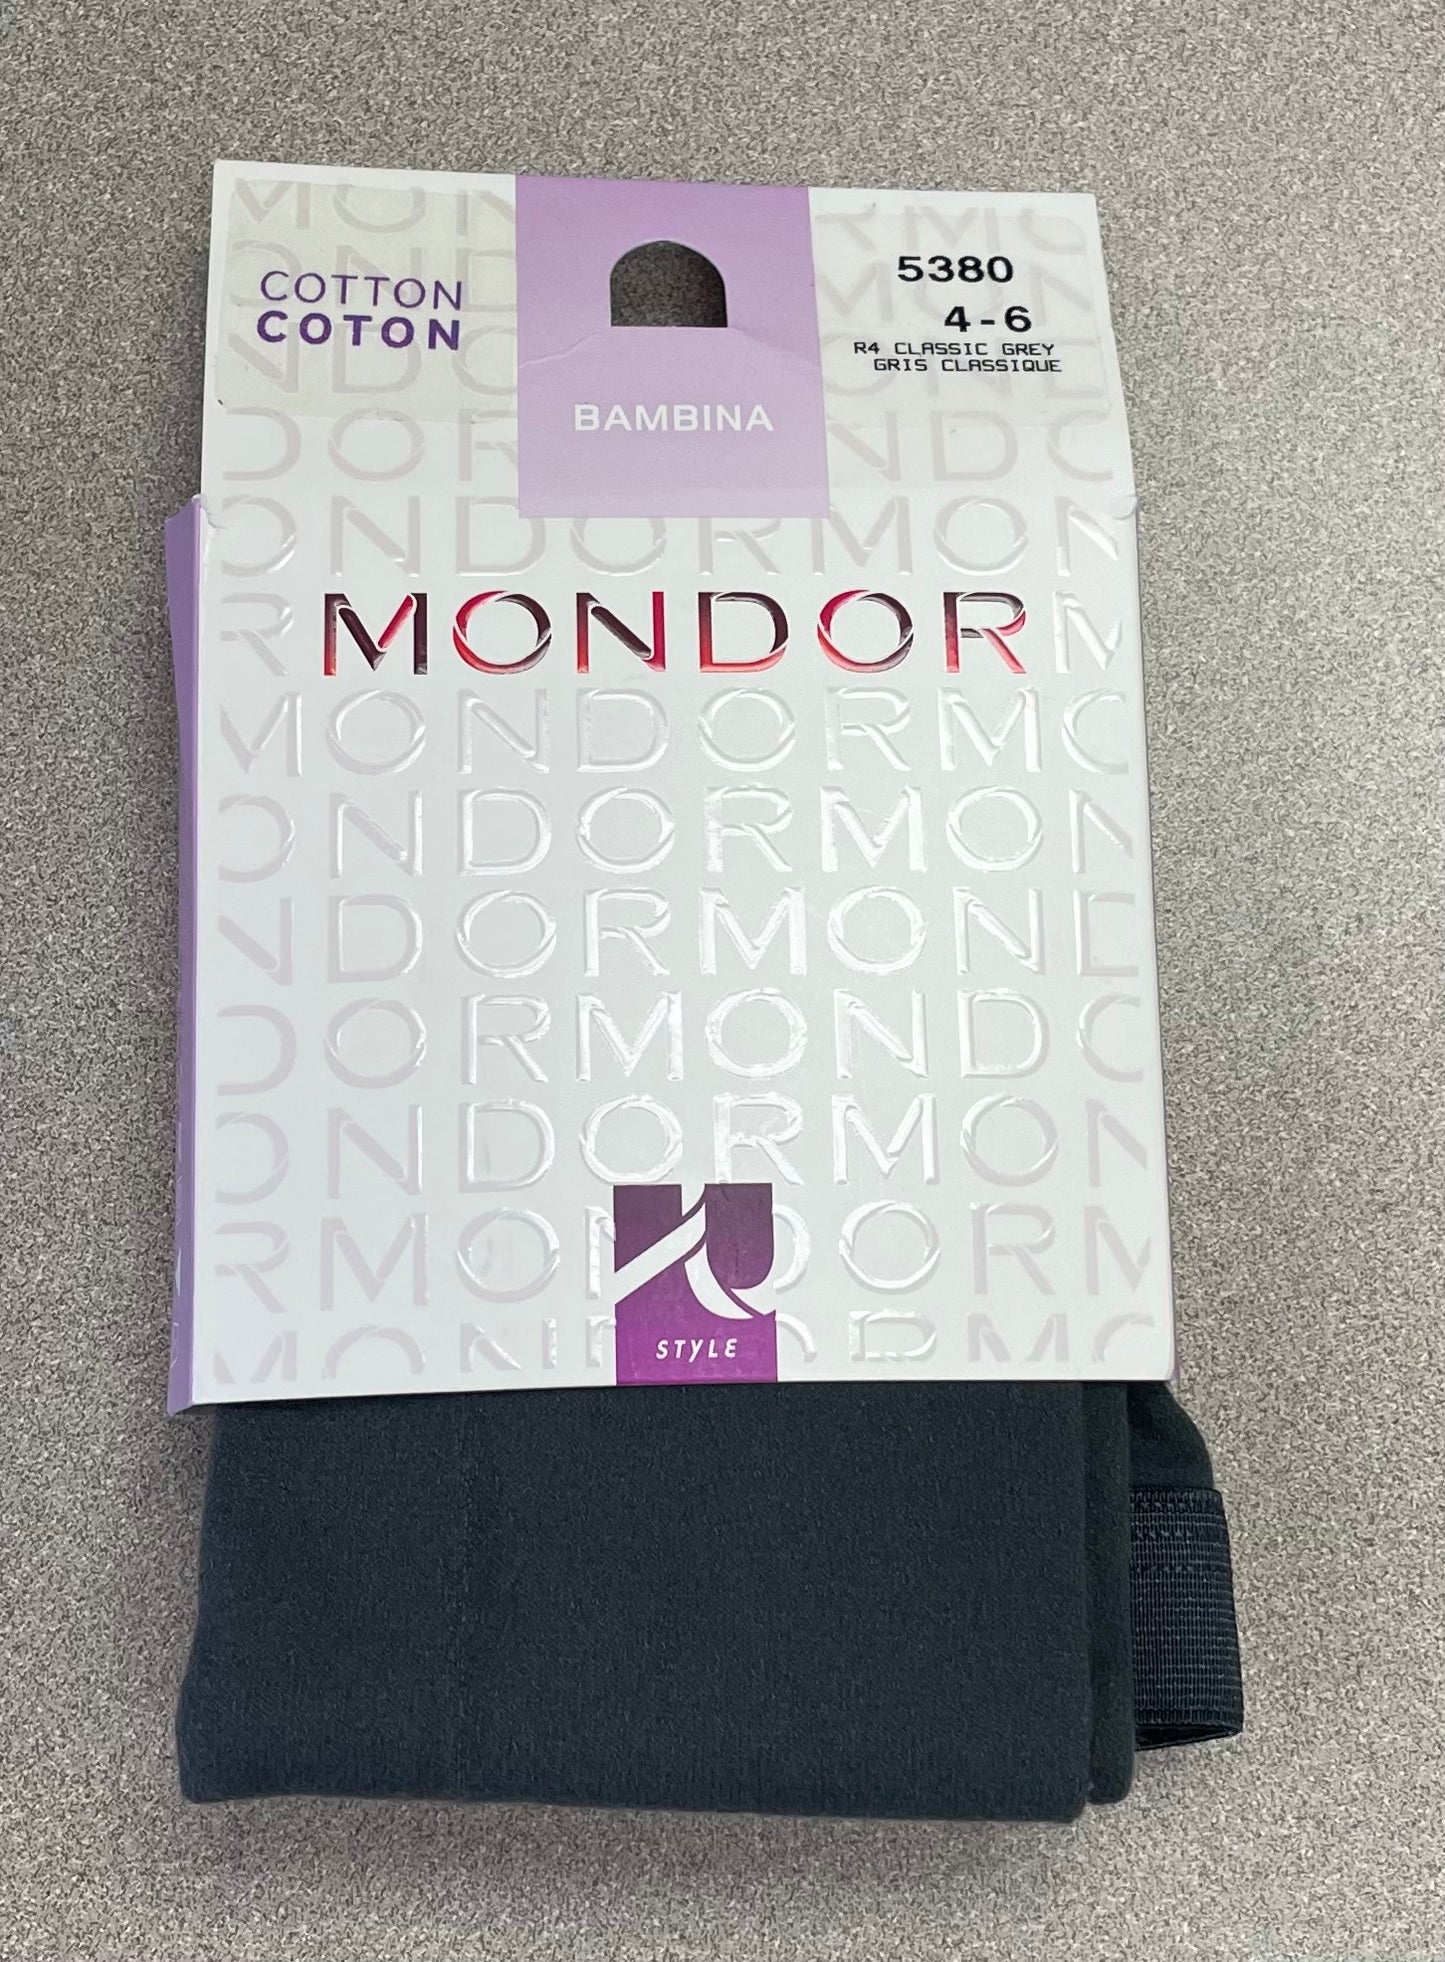 COTTON
COTON
5380
4-6
R4 CLASSIC GREY
GRIS CLASSIQUE
BAMBINA
MONDOR
STYLE